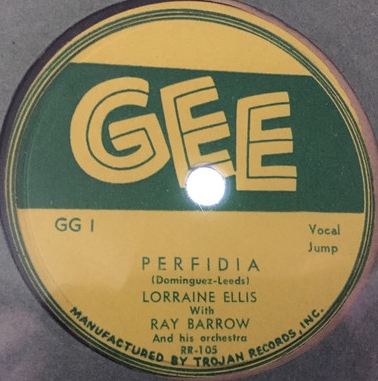 GEE
GG 1
Vocal
Jump
PERFIDIA
(Dominguez-Leeds)
LORRAINE ELLIS
With
RAY BARROW
And his orchestra
RR-105
MANUFACTURED BY TROJAN RECORDS, INC.